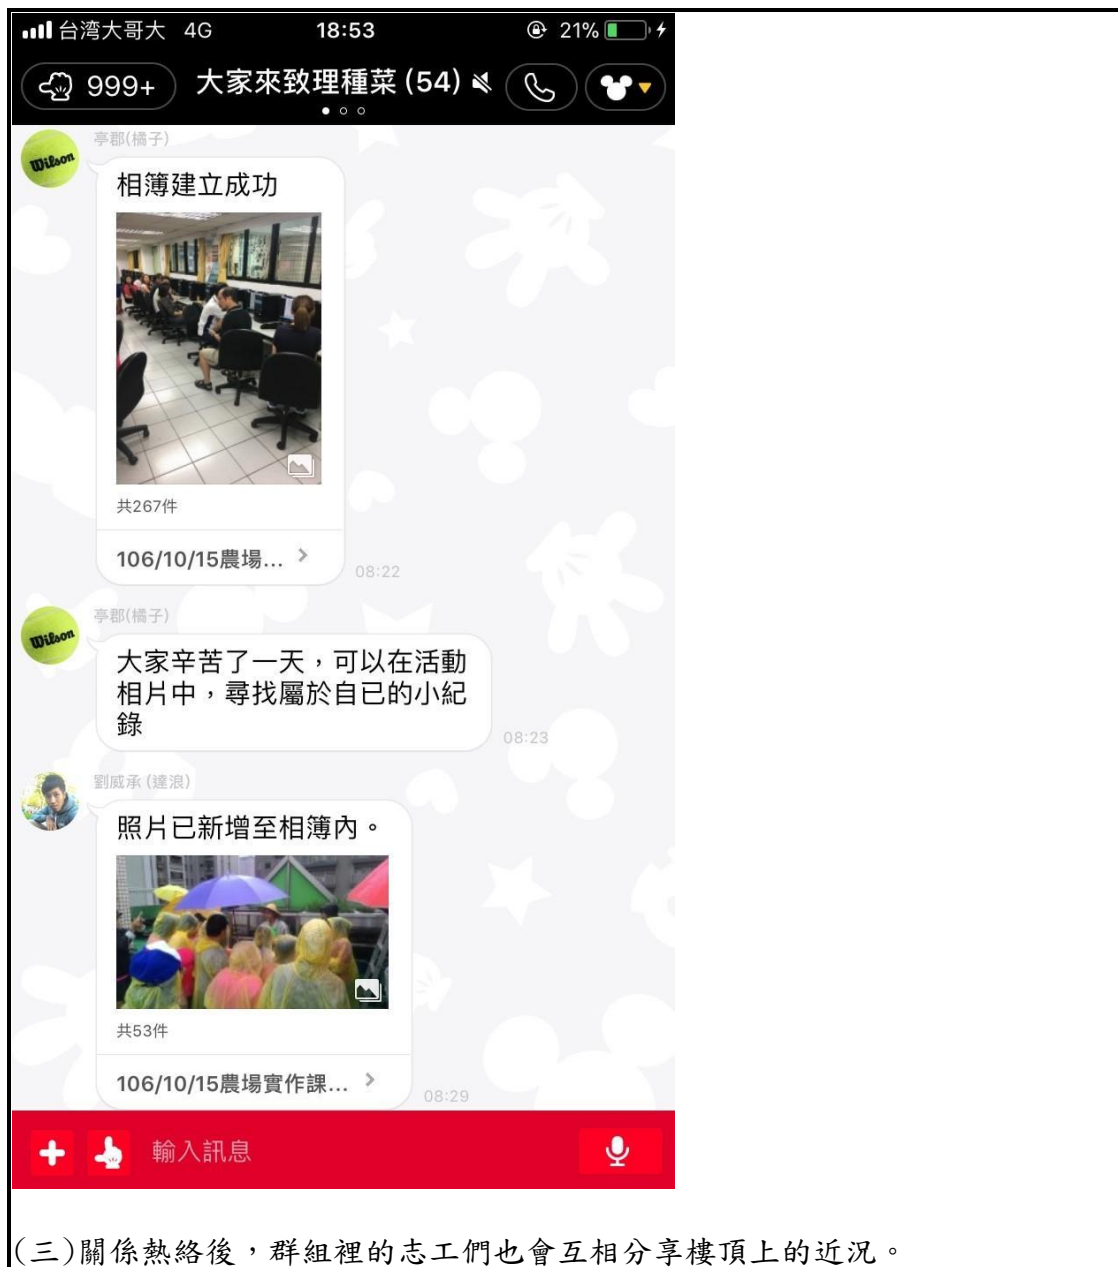 台湾大哥大 4G 18:53 21%
999+ 大家來致理種菜 (54)
亭郡(橘子)
Wilson
相簿建立成功
共267件
106/10/15農場...
08:22
亭郡(橘子)
Wilson
大家辛苦了一天，可以在活動
相片中，尋找屬於自已的小紀
錄
08:23
劉威承 (達浪)
照片已新增至相簿內。
共53件
106/10/15農場實作課...
08:29
輸入訊息
(三)關係熱絡後，群組裡的志工們也會互相分享樓頂上的近況。